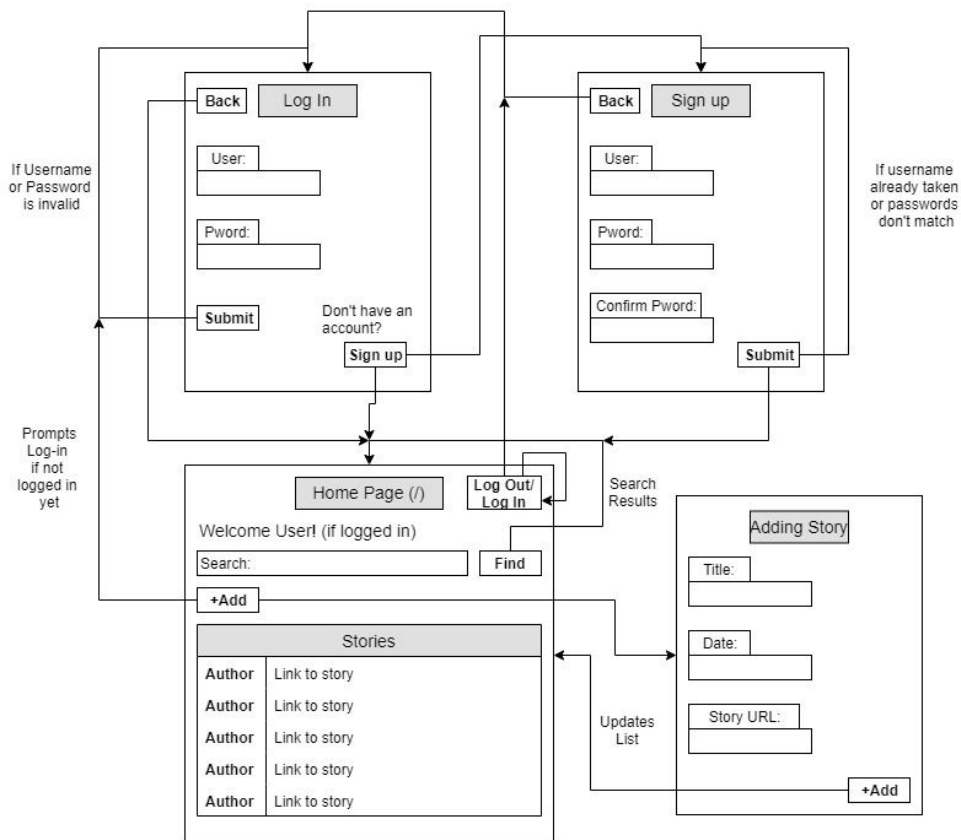 Back
Log In
User:
Pword:
Submit
Don't have an
account?
Sign up
If Username
or Password
is invalid
Back
Sign up
User:
Pword:
Confirm Pword:
Submit
If username
already taken
or passwords
don't match
Prompts
Log-in
if not
logged in
yet
Home Page (/)
Log Out/
Log In
Welcome User! (if logged in)
Search:
Find
+Add
Stories
Author Link to story
Author Link to story
Author Link to story
Author Link to story
Author Link to story
Search
Results
Updates
List
Adding Story
Title:
Date:
Story URL:
+Add